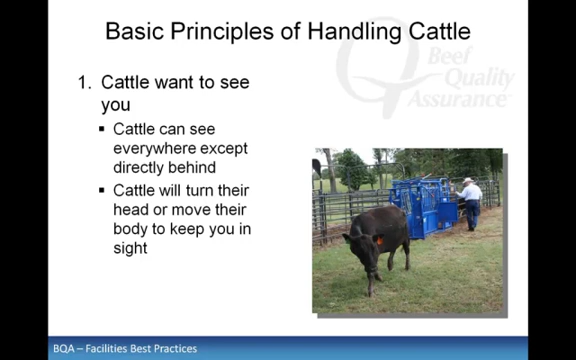 Basic Principles of Handling Cattle
Beef
Quality
Assurance™
1. Cattle want to see
you
▪ Cattle can see
everywhere except
directly behind
▪ Cattle will turn their
head or move their
body to keep you in
sight
BQA – Facilities Best Practices